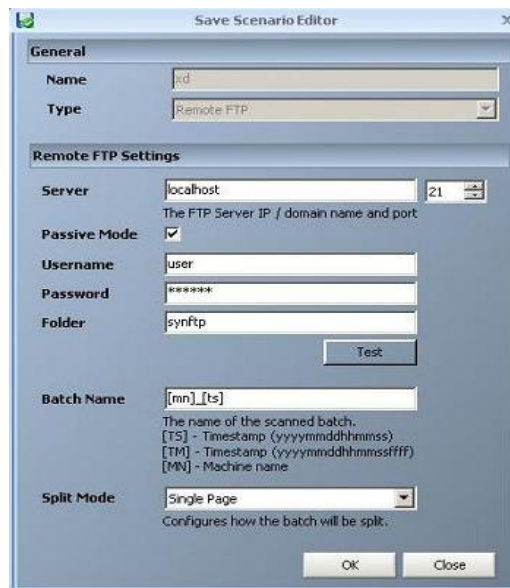 Save Scenario Editor
General
Name xd
Type Remote FTP
Remote FTP Settings
Server localhost 21
The FTP Server IP / domain name and port
Passive Mode
Username user
Password ******
Folder synftp
Test
Batch Name [mn]_[ts]
The name of the scanned batch.
[TS] - Timestamp (yyyymmddhhmmss)
[TM] - Timestamp (yyyymmddhhmmssffff)
[MN] - Machine name
Split Mode Single Page
Configures how the batch will be split.
OK Close